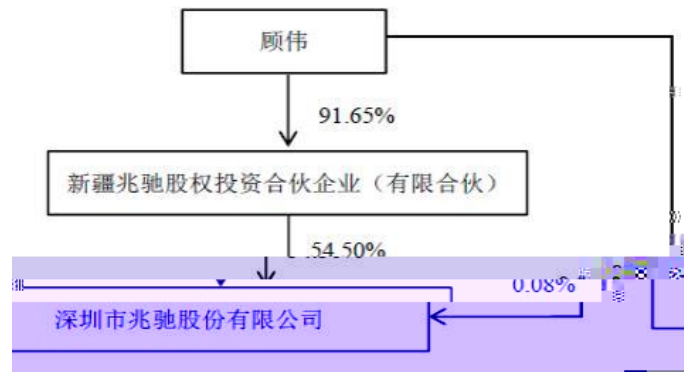 顾伟
91.65%
新疆兆驰股权投资合伙企业（有限合伙）
54.50%
0.08%
深圳市兆驰股份有限公司